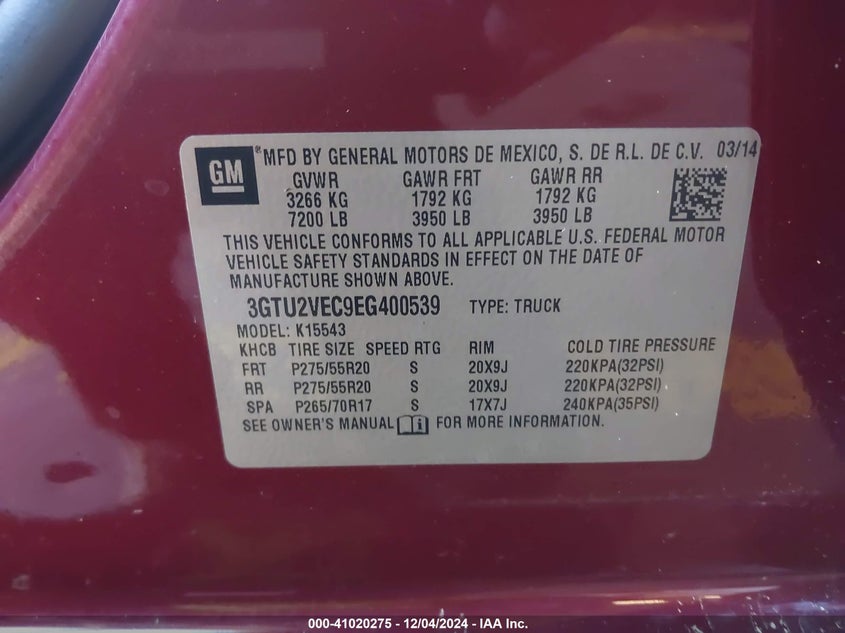 GM ® MFD BY GENERAL MOTORS DE MEXICO, S. DE R.L. DE C.V. 03/14
GVWR GAWR FRT GAWR RR
3266 KG 1792 KG 1792 KG
7200 LB 3950 LB 3950 LB
THIS VEHICLE CONFORMS TO ALL APPLICABLE U.S. FEDERAL MOTOR
VEHICLE SAFETY STANDARDS IN EFFECT ON THE DATE OF
MANUFACTURE SHOWN ABOVE.
3GTU2VEC9EG400539 TYPE: TRUCK
MODEL: K15543
KHCB TIRE SIZE SPEED RTG RIM COLD TIRE PRESSURE
FRT P275/55R20 S 20X9J 220KPA(32PSI)
RR P275/55R20 S 20X9J 220KPA(32PSI)
SPA P265/70R17 S 17X7J 240KPA(35PSI)
SEE OWNER'S MANUAL FOR MORE INFORMATION.
000-41020275 - 12/04/2024 - IAA Inc.